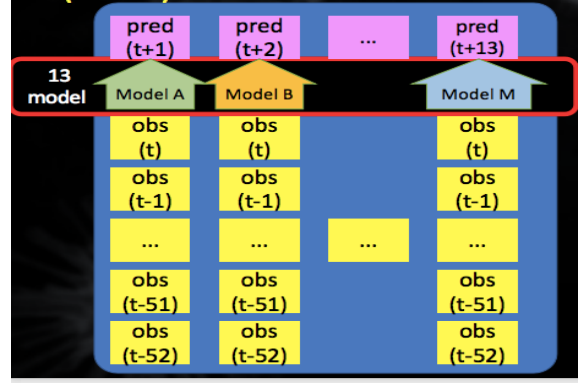 pred (t+1) pred (t+2) ... pred (t+13)
13 model Model A Model B Model M
obs (t) obs (t) obs (t)
obs (t-1) obs (t-1) obs (t-1)
... ... ... ...
obs (t-51) obs (t-51) obs (t-51)
obs (t-52) obs (t-52) obs (t-52)